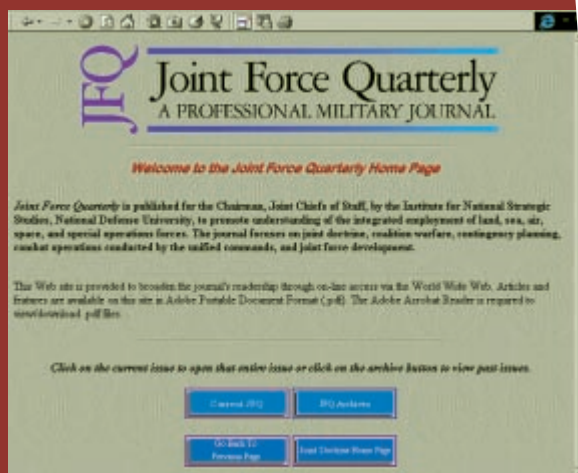 JFQ
Joint Force Quarterly
A PROFESSIONAL MILITARY JOURNAL
Welcome to the Joint Force Quarterly Home Page
Joint Force Quarterly is published for the Chairman, Joint Chiefs of Staff, by the Institute for National Strategic
Studies, National Defense University, to promote understanding of the integrated employment of land, sea, air,
space, and special operations forces. The journal focuses on joint doctrine, coalition warfare, contingency planning,
combat operations conducted by the unified commands, and joint force development.
This Web site is provided to broaden the journal's readership through on-line access via the World Wide Web. Articles and
features are available on this site in Adobe Portable Document Format (.pdf). The Adobe Acrobat Reader is required to
view/download .pdf files.
Click on the current issue to open that entire issue or click on the archive button to view past issues.
Current JFQ
JFQ Archives
Go Back To
Previous Page
Joint Doctrine Home Page